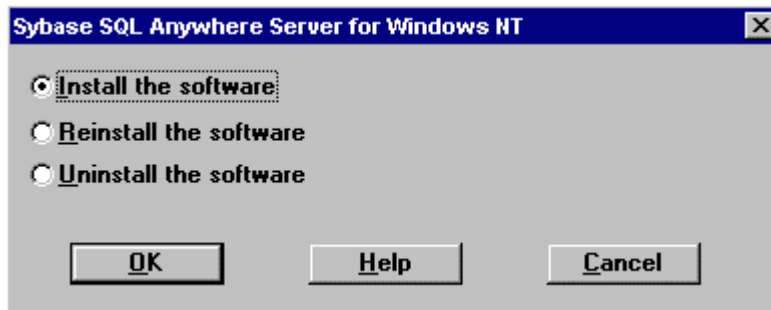 Sybase SQL Anywhere Server for Windows NT
Install the software
Reinstall the software
Uninstall the software
OK Help Cancel